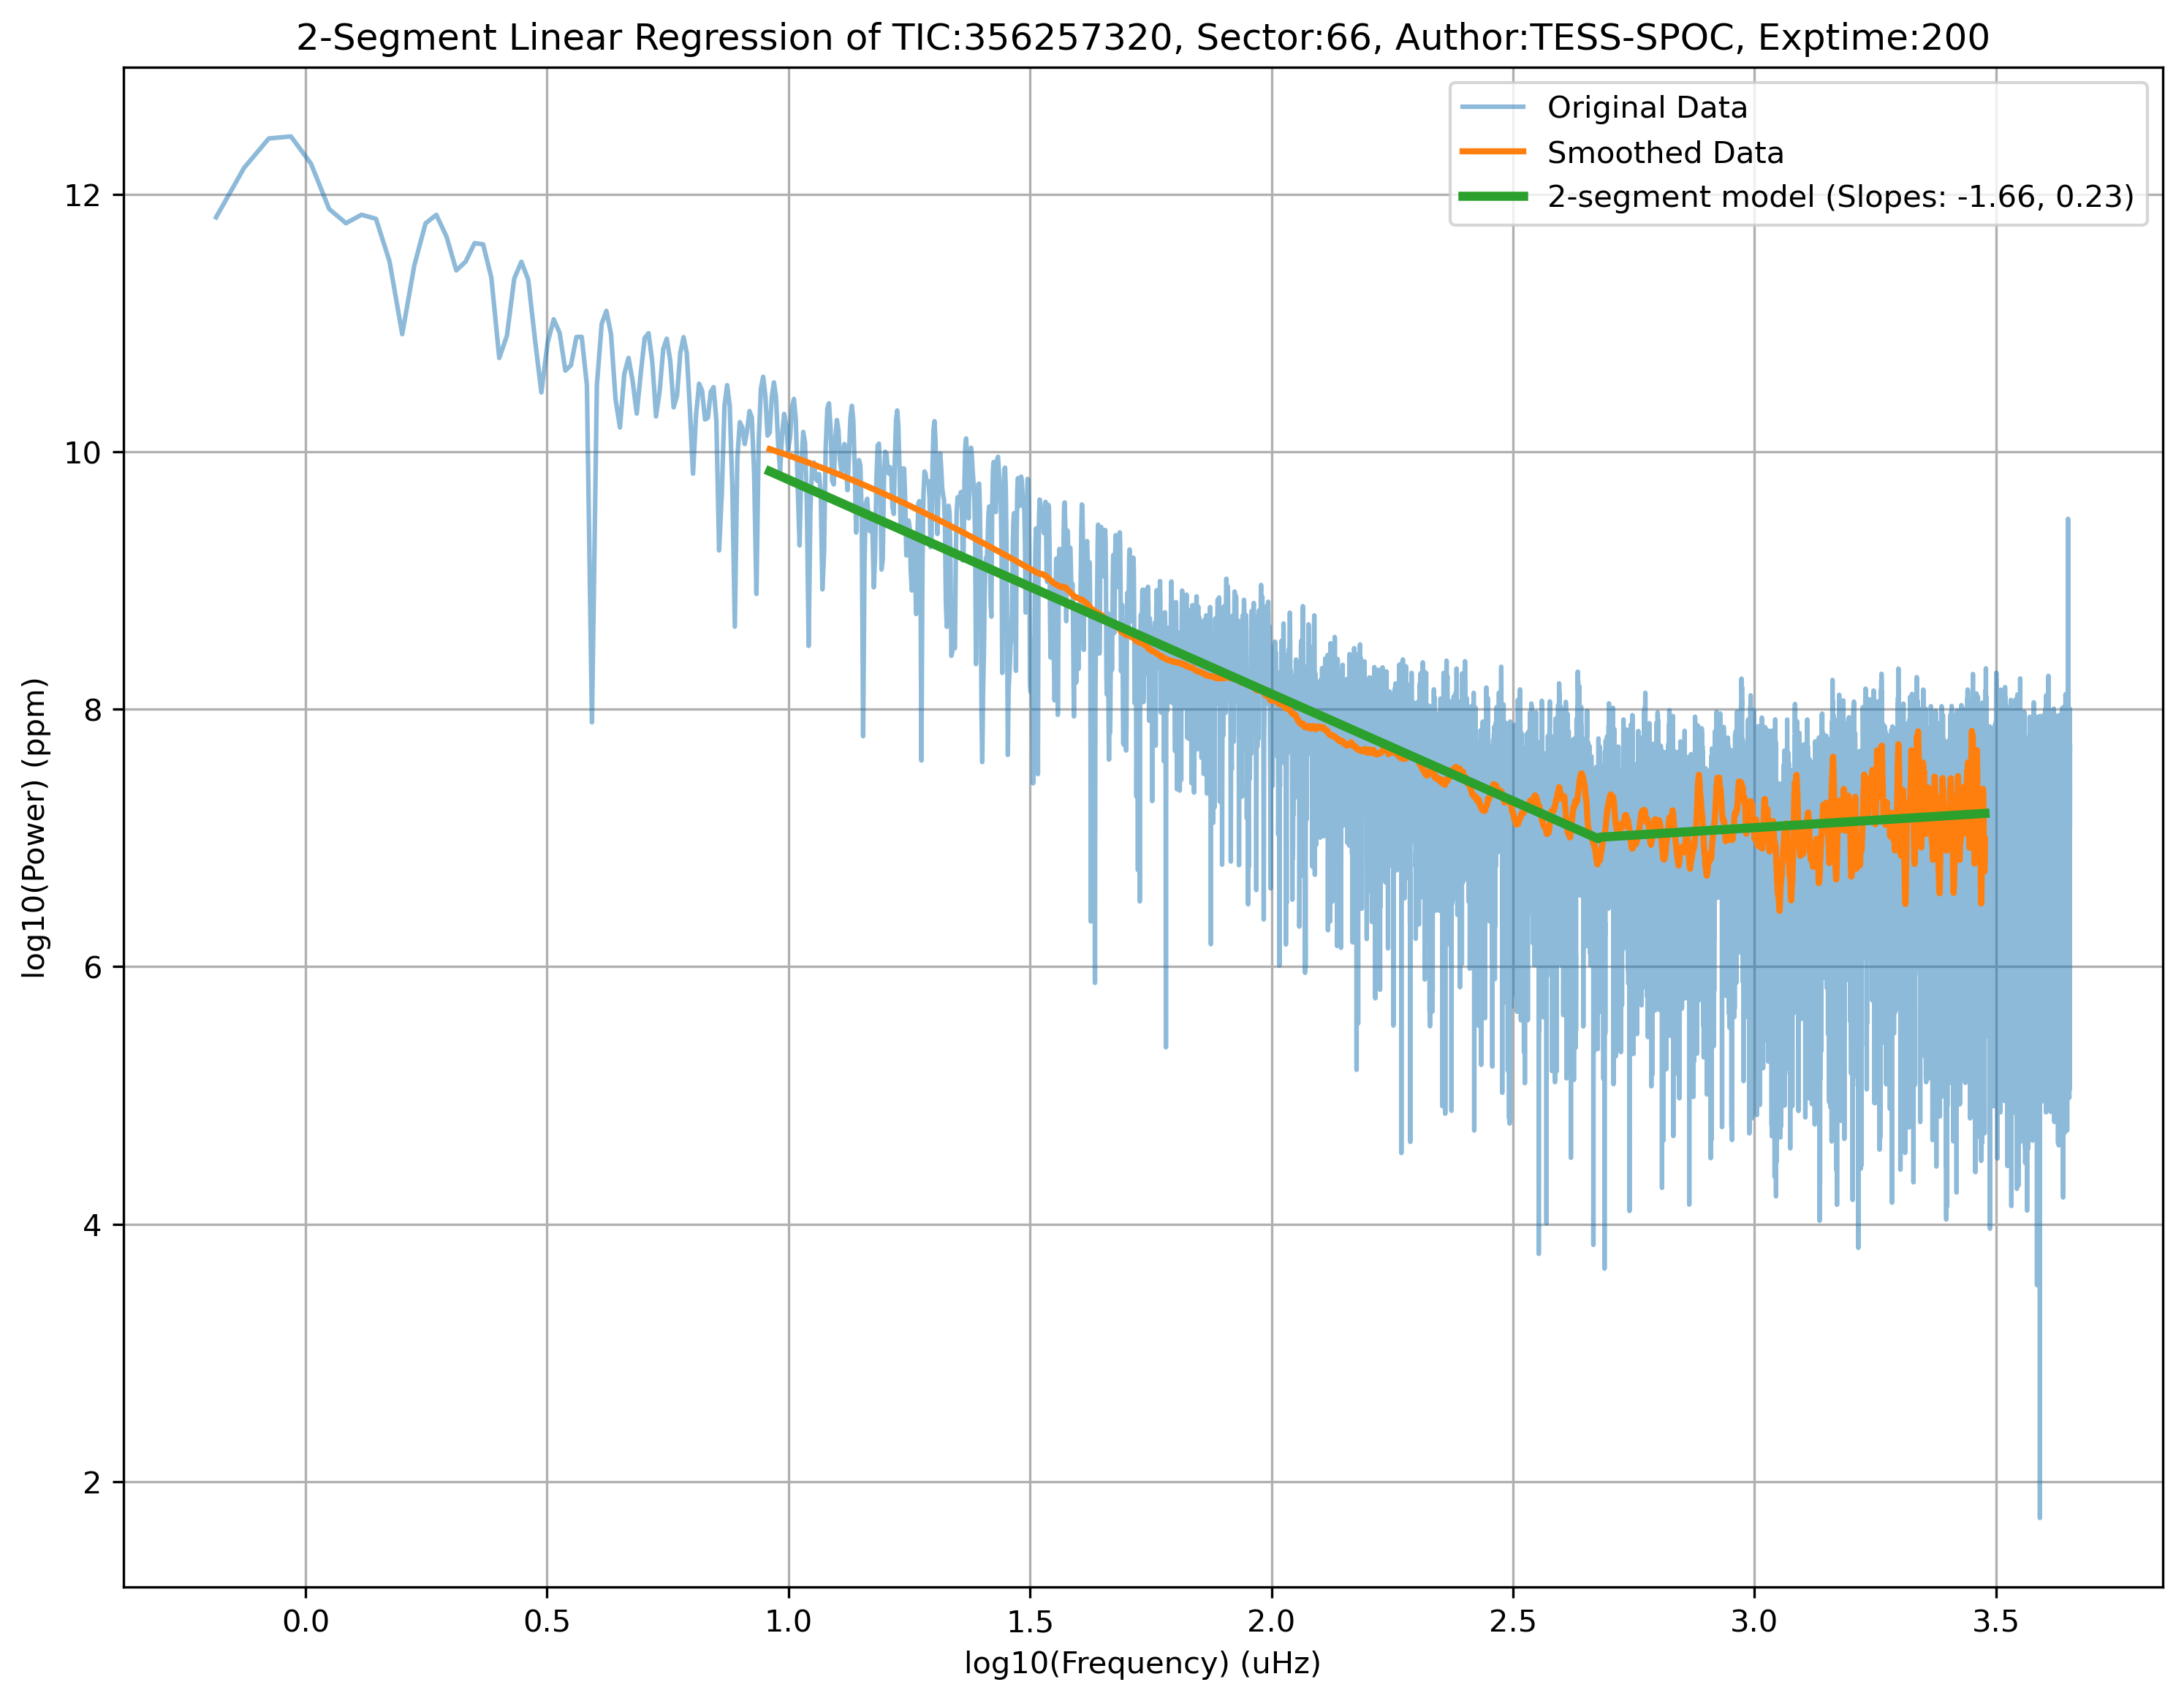 2-Segment Linear Regression of TIC:356257320, Sector:66, Author:TESS-SPOC, Exptime:200
Original Data
Smoothed Data
2-segment model (Slopes: -1.66, 0.23)
log10(Power) (ppm)
12
10
8
6
4
2
0.0 0.5 1.0 1.5 2.0 2.5 3.0 3.5
log10(Frequency) (uHz)